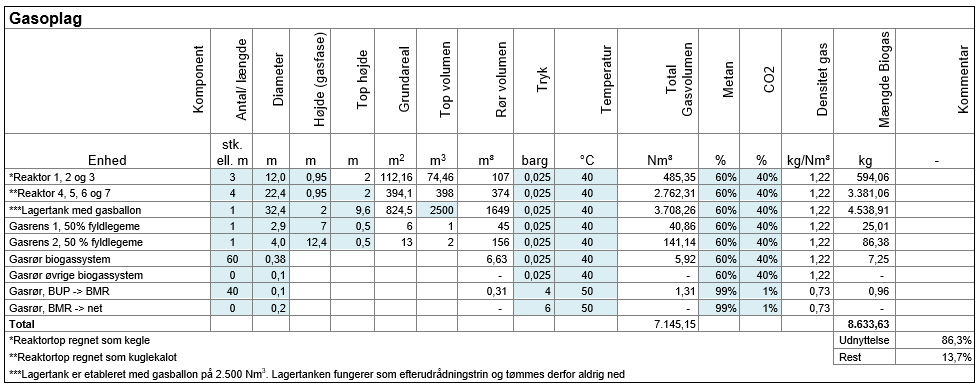 Gasoplag
Komponent Antal/ længde Diameter Højde (gasfase) Top højde Grundareal Top volumen Rør volumen Tryk Temperatur Total Gasvolumen Metan CO2 Densitet gas Mængde Biogas Kommentar
Enhed stk. ell. m m m m m² m³ m³ barg °C Nm³ % % kg/Nm³ kg -
*Reaktor 1, 2 og 3 3 12,0 0,95 2 112,16 74,46 107 0,025 40 485,35 60% 40% 1,22 594,06
**Reaktor 4, 5, 6 og 7 4 22,4 0,95 2 394,1 398 374 0,025 40 2.762,31 60% 40% 1,22 3.381,06
***Lagertank med gasballon 1 32,4 2 9,6 824,5 2500 1649 0,025 40 3.708,26 60% 40% 1,22 4.538,91
Gasrens 1, 50% fyldlegeme 1 2,9 7 0,5 6 1 45 0,025 40 40,86 60% 40% 1,22 25,01
Gasrens 2, 50 % fyldlegeme 1 4,0 12,4 0,5 13 2 156 0,025 40 141,14 60% 40% 1,22 86,38
Gasrør biogassystem 60 0,38 6,63 0,025 40 5,92 60% 40% 1,22 7,25
Gasrør øvrige biogassystem 0 0,1 - 0,025 40 - 60% 40% 1,22 -
Gasrør, BUP -> BMR 40 0,1 0,31 4 50 1,31 99% 1% 0,73 0,96
Gasrør, BMR -> net 0 0,2 - 6 50 - 99% 1% 0,73 -
Total 7.145,15 8.633,63
*Reaktortop regnet som kegle Udnyttelse 86,3%
**Reaktortop regnet som kuglekalot Rest 13,7%
***Lagertank er etableret med gasballon på 2.500 Nm³. Lagertanken fungerer som efterudrådningstrin og tømmes derfor aldrig ned